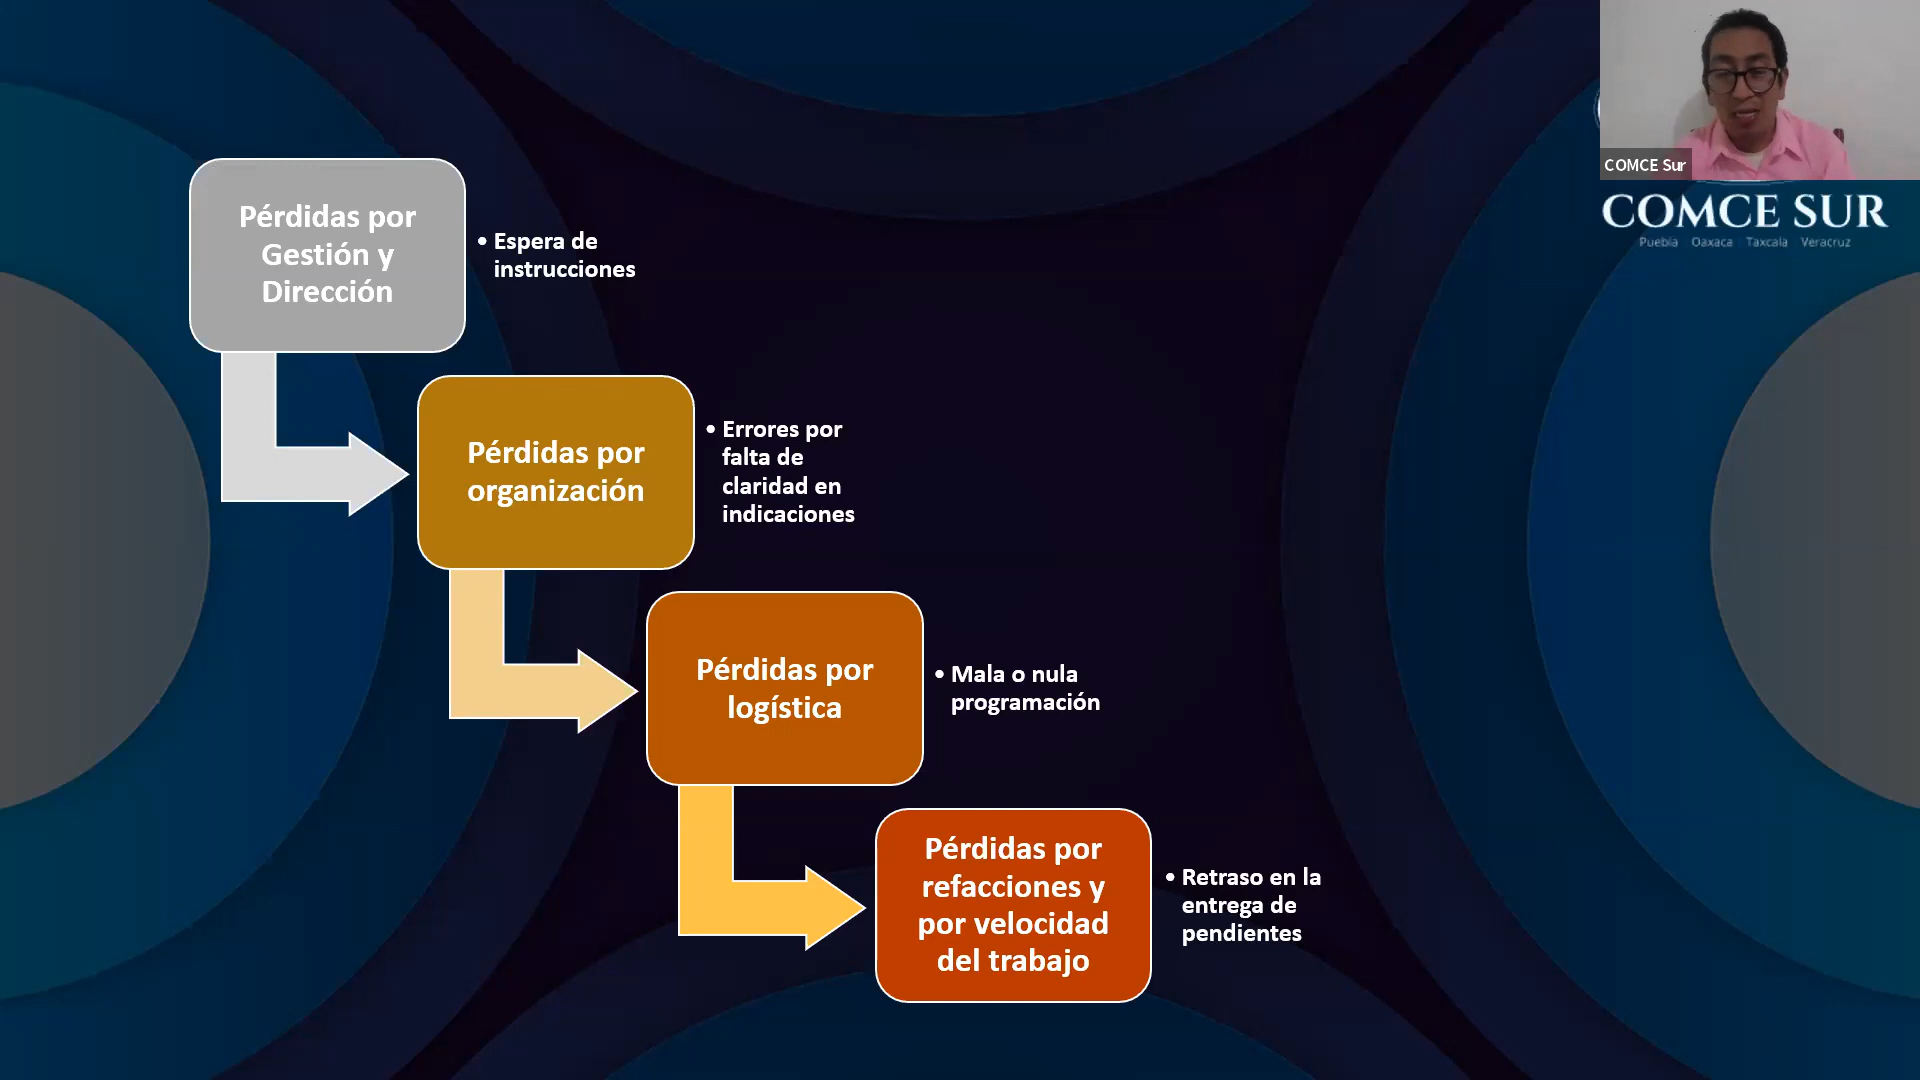 COMCE Sur
COMCE SUR
Puebla Oaxaca Taxcala Veracruz
Pérdidas por
Gestión y
Dirección
• Espera de
instrucciones
Pérdidas por
organización
• Errores por
falta de
claridad en
indicaciones
Pérdidas por
logística
• Mala o nula
programación
Pérdidas por
refacciones y
por velocidad
del trabajo
• Retraso en la
entrega de
pendientes